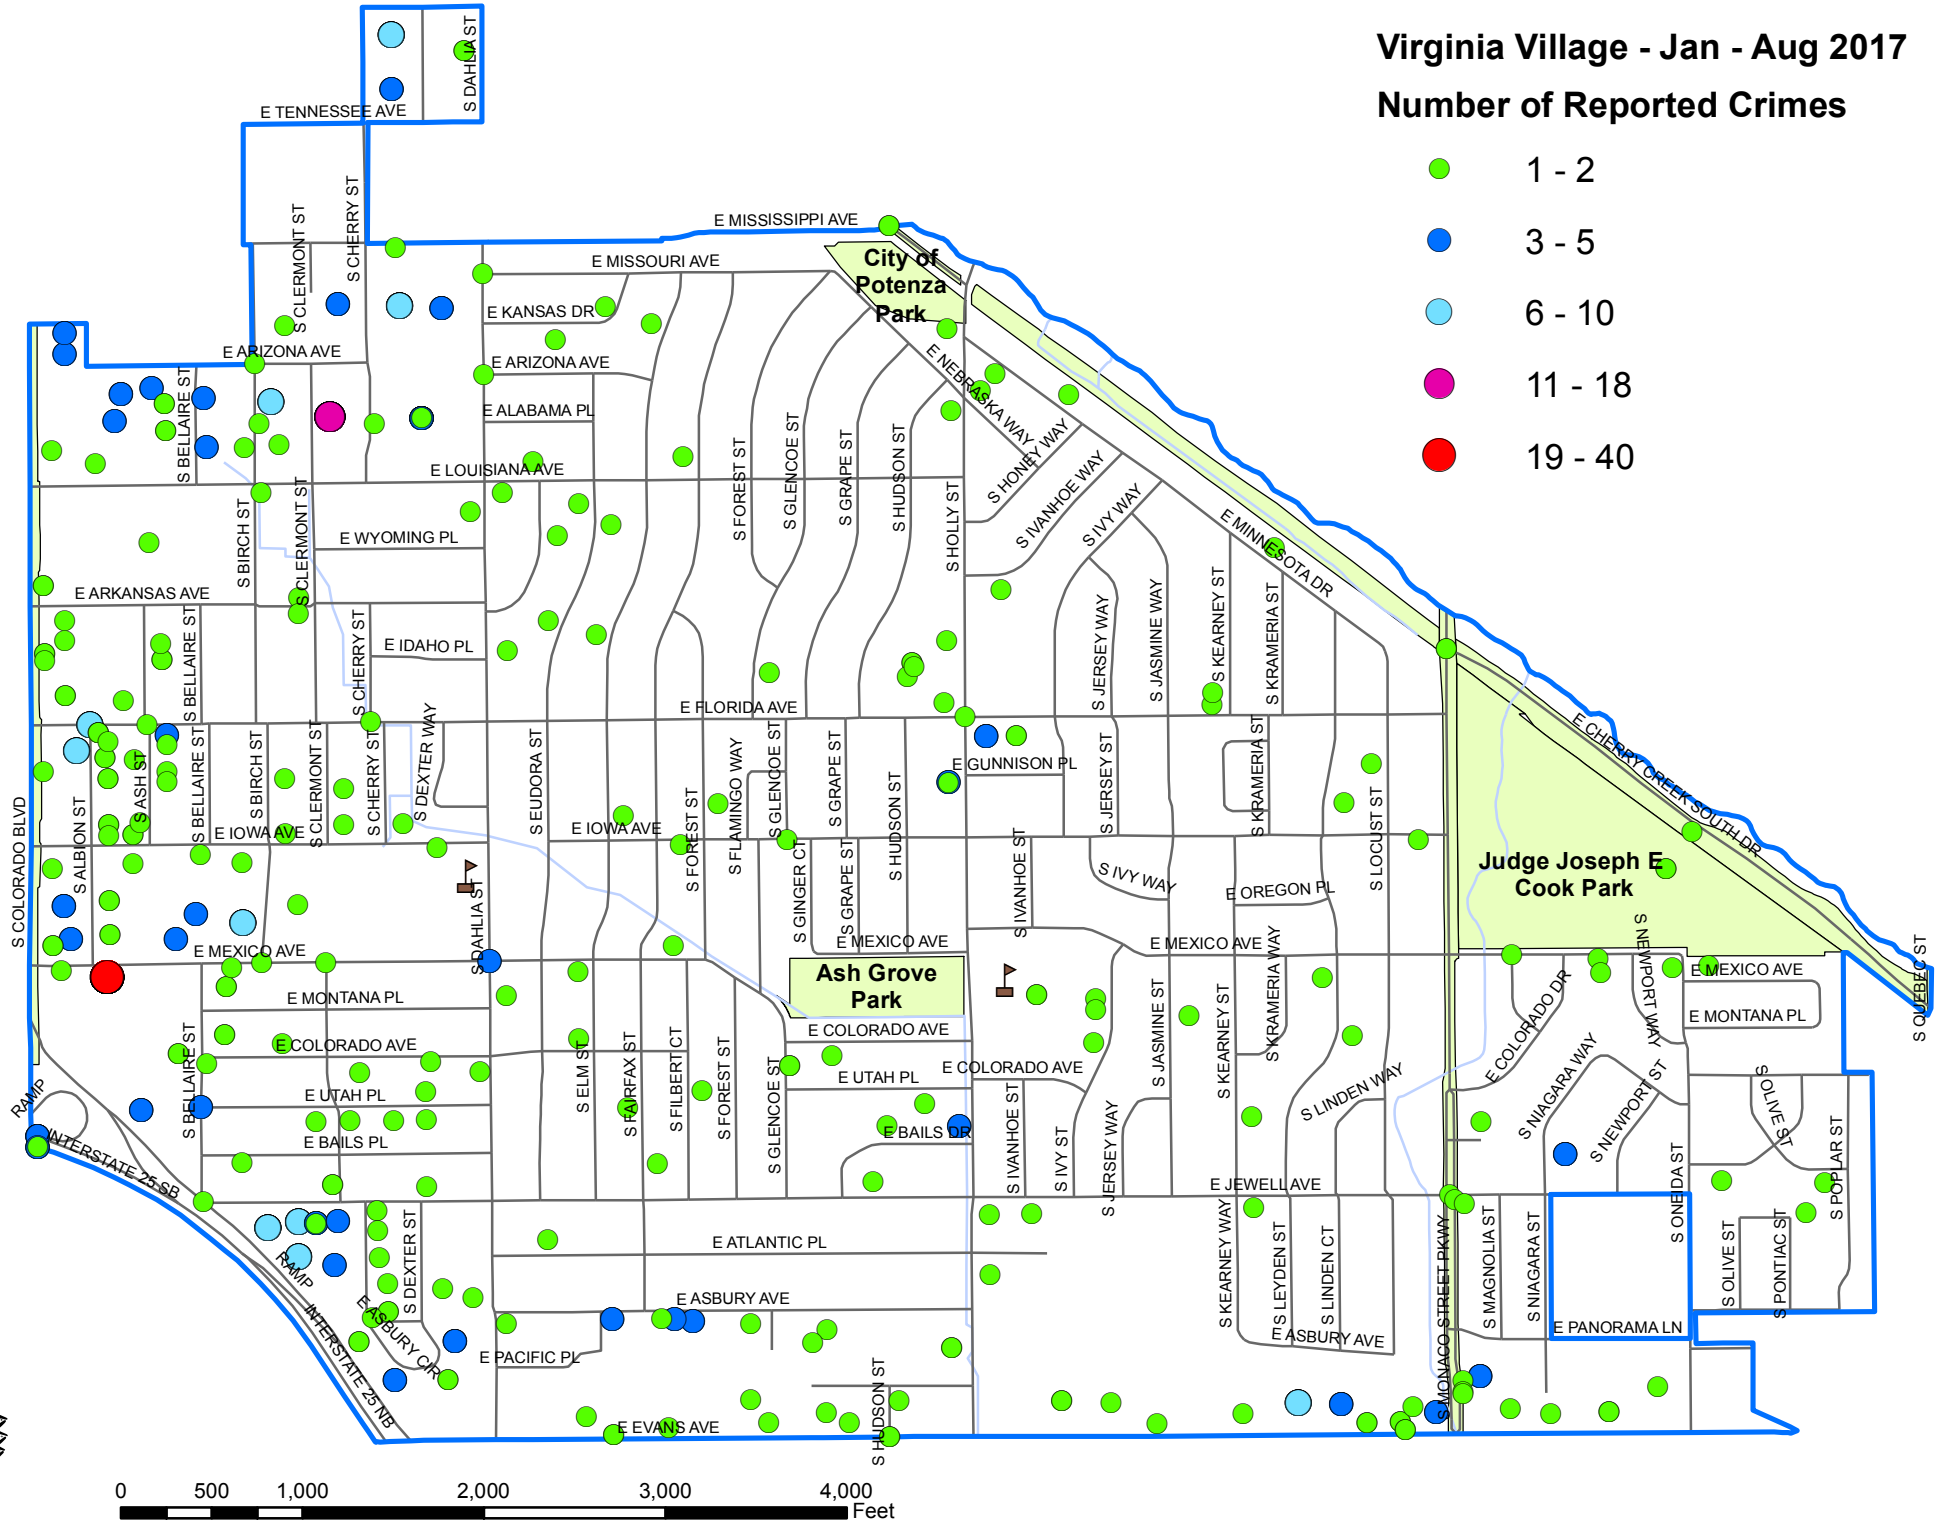 Virginia Village - Jan - Aug 2017
Number of Reported Crimes
1 - 2
3 - 5
6 - 10
11 - 18
19 - 40
S DAHLIA ST
E TENNESSEE AVE
S CLERMONT ST
S CHERRY ST
E MISSISSIPPI AVE
City of
Potenza
Park
E MISSOURI AVE
E KANSAS DR
E ARIZONA AVE
E ARIZONA AVE
E NEBRASKA WAY
S BELLAIRE ST
E ALABAMA PL
S HONEY WAY
S FOREST ST
S GLENCOE ST
S GRAPE ST
S HUDSON ST
E LOUISIANA AVE
S IVANHOE WAY
S IVY WAY
S BIRCH ST
S CLERMONT ST
E WYOMING PL
S HOLLY ST
E MINNESOTA DR
E ARKANSAS AVE
S BELLAIRE ST
S CHERRY ST
E IDAHO PL
S JERSEY WAY
S JASMINE WAY
S KEARNEY ST
S KRAMERIA ST
E FLORIDA AVE
E CHERRY CREEK SOUTH DR
S COLORADO BLVD
S ALBION ST
S ASH ST
S BELLAIRE ST
S BIRCH ST
S CLERMONT ST
S CHERRY ST
S DEXTER WAY
S EUDORA ST
S FOREST ST
S FLAMINGO WAY
S GLENCOE ST
S GRAPE ST
S HUDSON ST
E GUNNISON PL
S JERSEY ST
S KRAMERIA ST
S LOCUST ST
E IOWA AVE
E IOWA AVE
S DAHLIA ST
S GINGER CT
S GRAPE ST
S IVANHOE ST
S IVY WAY
E OREGON PL
Judge Joseph E
Cook Park
E MEXICO AVE
E MEXICO AVE
E MEXICO AVE
S KRAMERIA WAY
S NEWPORT WAY
E MEXICO AVE
S QUEBEC ST
Ash Grove
Park
E MONTANA PL
E MONTANA PL
E COLORADO AVE
E COLORADO AVE
E COLORADO AVE
E COLORADO DR
S BELLAIRE ST
S ELM ST
S FAIRFAX ST
S FILBERT CT
S FOREST ST
S GLENCOE ST
S JASMINE ST
S KEARNEY ST
E UTAH PL
E UTAH PL
S LINDEN WAY
S NIAGARA WAY
S NEWPORT ST
S OLIVE ST
S POPLAR ST
RAMP
INTERSTATE 25 SB
E BAILS PL
E BAILS DR
S IVANHOE ST
S IVY ST
S JERSEY WAY
S ONEIDA ST
E JEWELL AVE
S DEXTER ST
E ATLANTIC PL
S KEARNEY WAY
S LEYDEN ST
S LINDEN CT
S MONACO STREET PKWY
S MAGNOLIA ST
S NIAGARA ST
S OLIVE ST
S PONTIAC ST
RAMP
E ASBURY CIR
INTERSTATE 25 NB
E ASBURY AVE
E ASBURY AVE
E PANORAMA LN
E PACIFIC PL
S HUDSON ST
E EVANS AVE
0 500 1,000 2,000 3,000 4,000
Feet